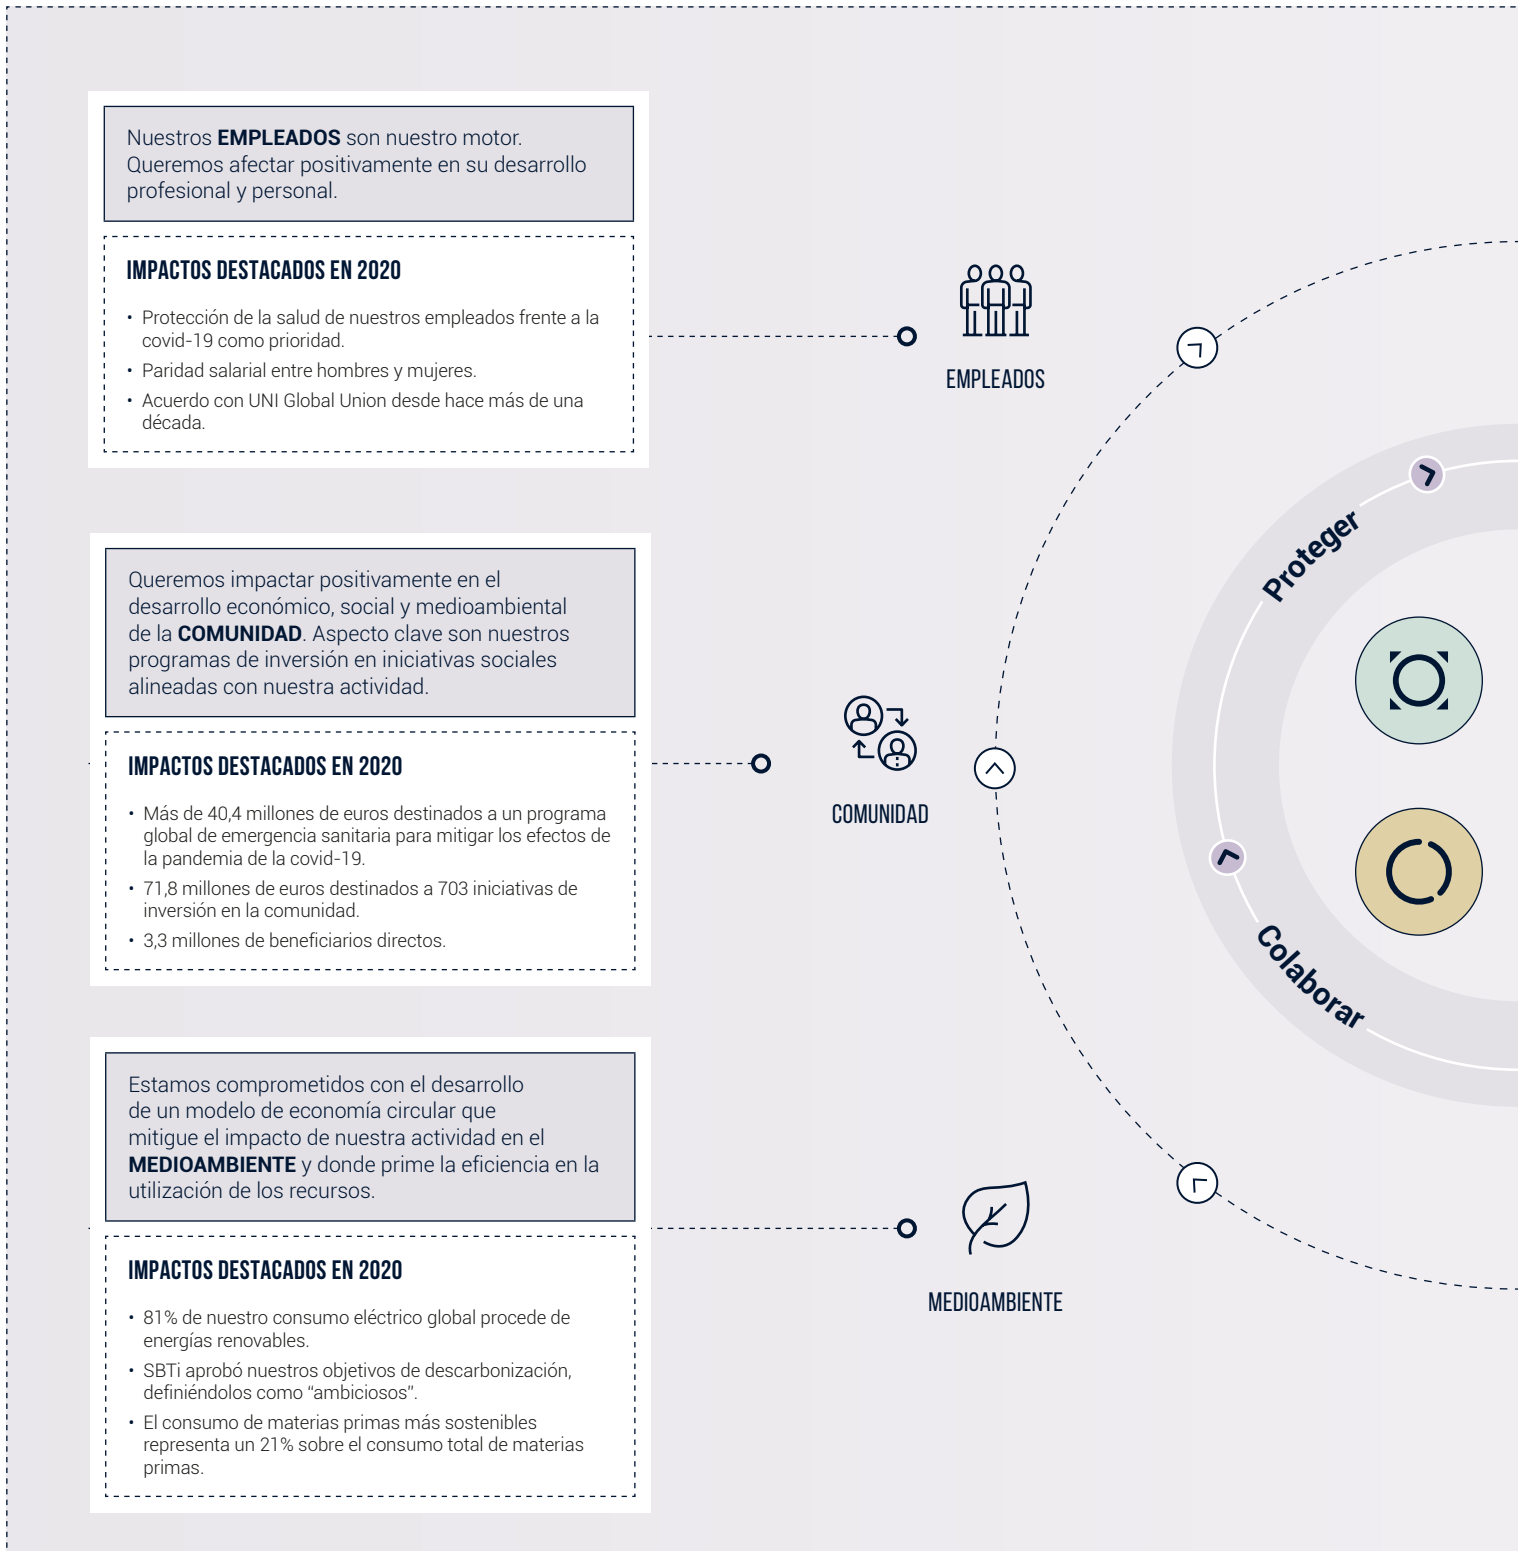 Nuestros EMPLEADOS son nuestro motor.
Queremos afectar positivamente en su desarrollo
profesional y personal.
IMPACTOS DESTACADOS EN 2020
• Protección de la salud de nuestros empleados frente a la
covid-19 como prioridad.
• Paridad salarial entre hombres y mujeres.
• Acuerdo con UNI Global Union desde hace más de una
década.
EMPLEADOS
Proteger
Queremos impactar positivamente en el
desarrollo económico, social y medioambiental
de la COMUNIDAD. Aspecto clave son nuestros
programas de inversión en iniciativas sociales
alineadas con nuestra actividad.
IMPACTOS DESTACADOS EN 2020
• Más de 40,4 millones de euros destinados a un programa
global de emergencia sanitaria para mitigar los efectos de
la pandemia de la covid-19.
• 71,8 millones de euros destinados a 703 iniciativas de
inversión en la comunidad.
• 3,3 millones de beneficiarios directos.
COMUNIDAD
Colaborar
Estamos comprometidos con el desarrollo
de un modelo de economía circular que
mitigue el impacto de nuestra actividad en el
MEDIOAMBIENTE y donde prime la eficiencia en la
utilización de los recursos.
IMPACTOS DESTACADOS EN 2020
• 81% de nuestro consumo eléctrico global procede de
energías renovables.
• SBTi aprobó nuestros objetivos de descarbonización,
definiéndolos como “ambiciosos”.
• El consumo de materias primas más sostenibles
representa un 21% sobre el consumo total de materias
primas.
MEDIOAMBIENTE